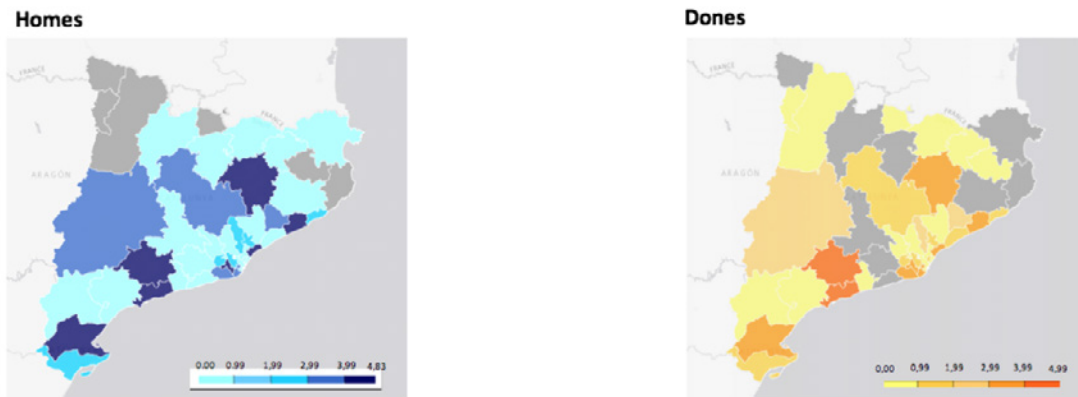 Homes
Dones
FRANCE
FRANCE
ARAGÓN
0.00 0,99 1,99 2,99 3,99 4,83
FRANCE
FRANCE
ARAGÓN
0,00 0,99 1,99 2,99 3,99 4,99